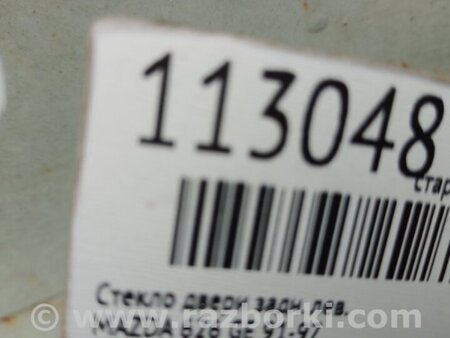 113048
стар
Стекло двери задн лев.
MAZDA 626 GE 91-97
www.razborki.com